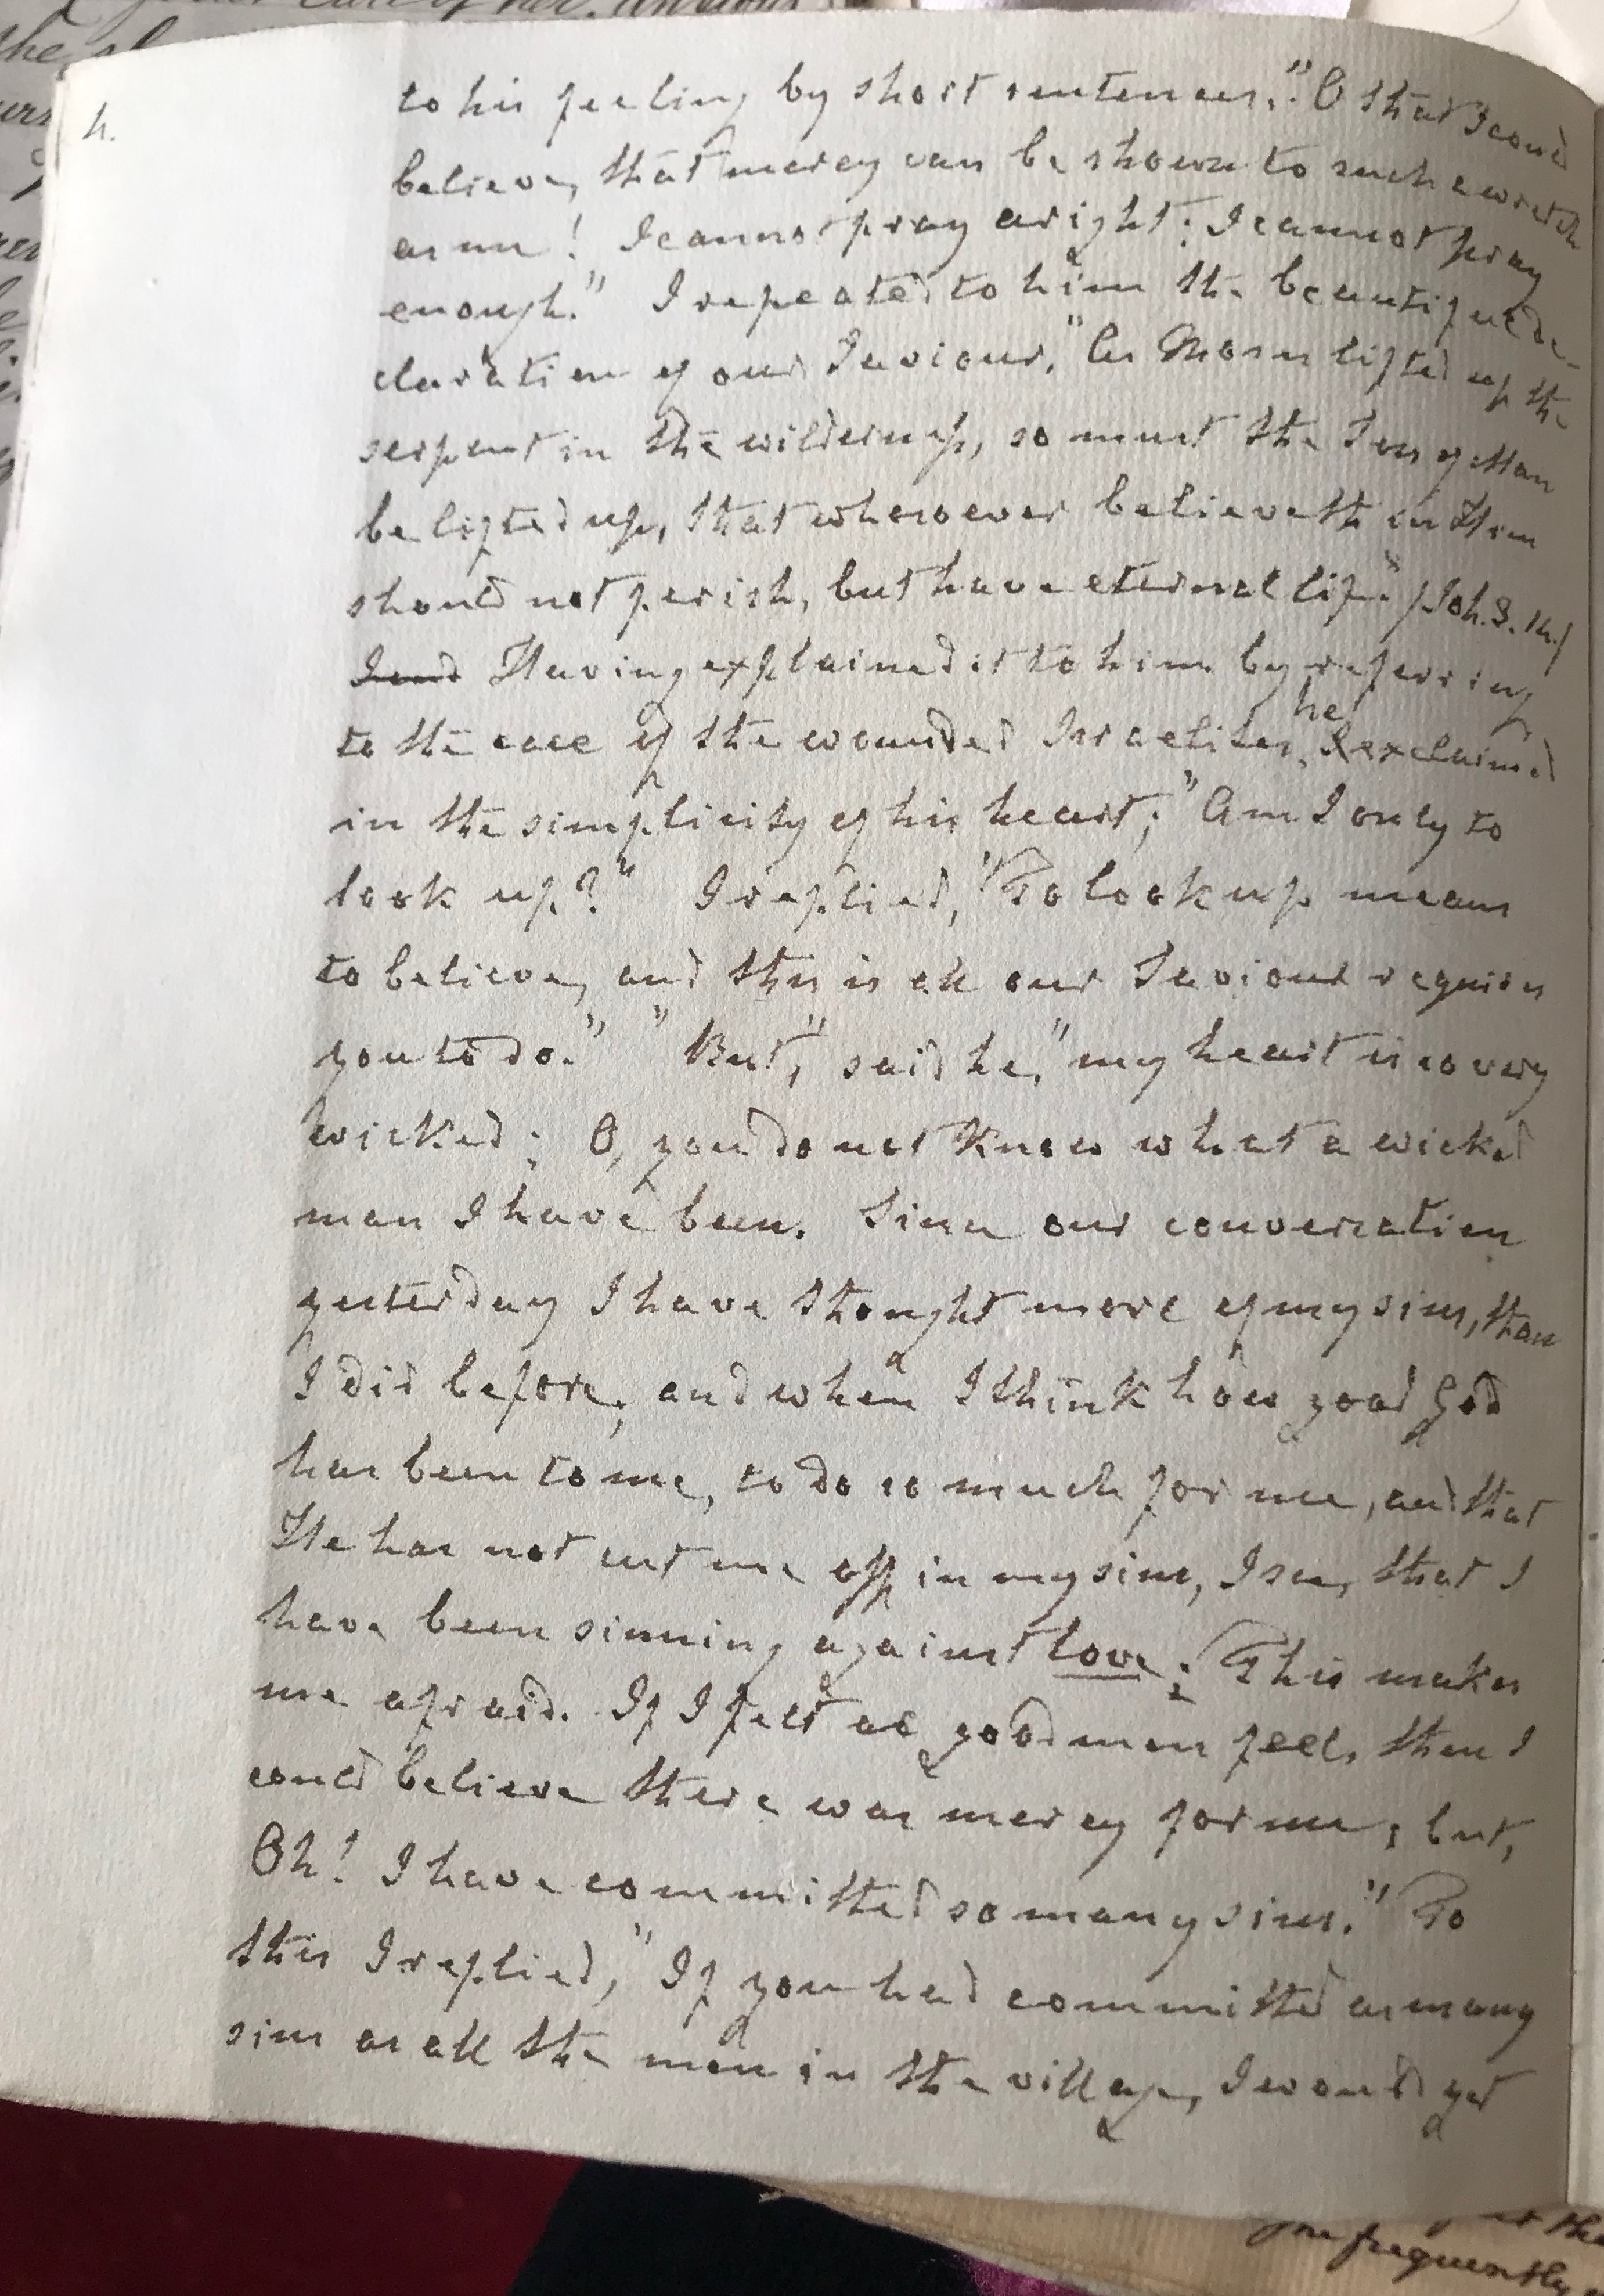 h.
to his feeling by short sentences. "O that I could
believe, that mercy can be shown to such a wretch
as me! I cannot pray aright: I cannot pray
enough." I repeated to him the beautiful de-
claration of our Saviour, "As Moses lifted up the
serpent in the wilderness, so must the Son of Man
be lifted up, that whosoever believeth in Him
should not perish, but have eternal life." (Joh. 3. 14.)
Having explained it to him by referring
to the case of the wounded Israelites, he exclaimed
in the simplicity of his heart; "Am I only to
look up?" I replied, "To look up means
to believe, and this is all our Saviour requires
you to do." "But," said he, "my heart is so very
wicked; O, you do not know what a wicked
man I have been. Since our conversation
yesterday I have thought more of my sins, than
I did before; and when I think how good God
has been to me, to do so much for me, and that
He has not cut me off in my sins, I see, that I
have been sinning against love; This makes
me afraid. If I felt as good men feel, then I
could believe there was mercy for me; but,
Oh! I have committed so many sins." To
this I replied, "If you had committed as many
sins as all the men in the village, I would yet
you frequently